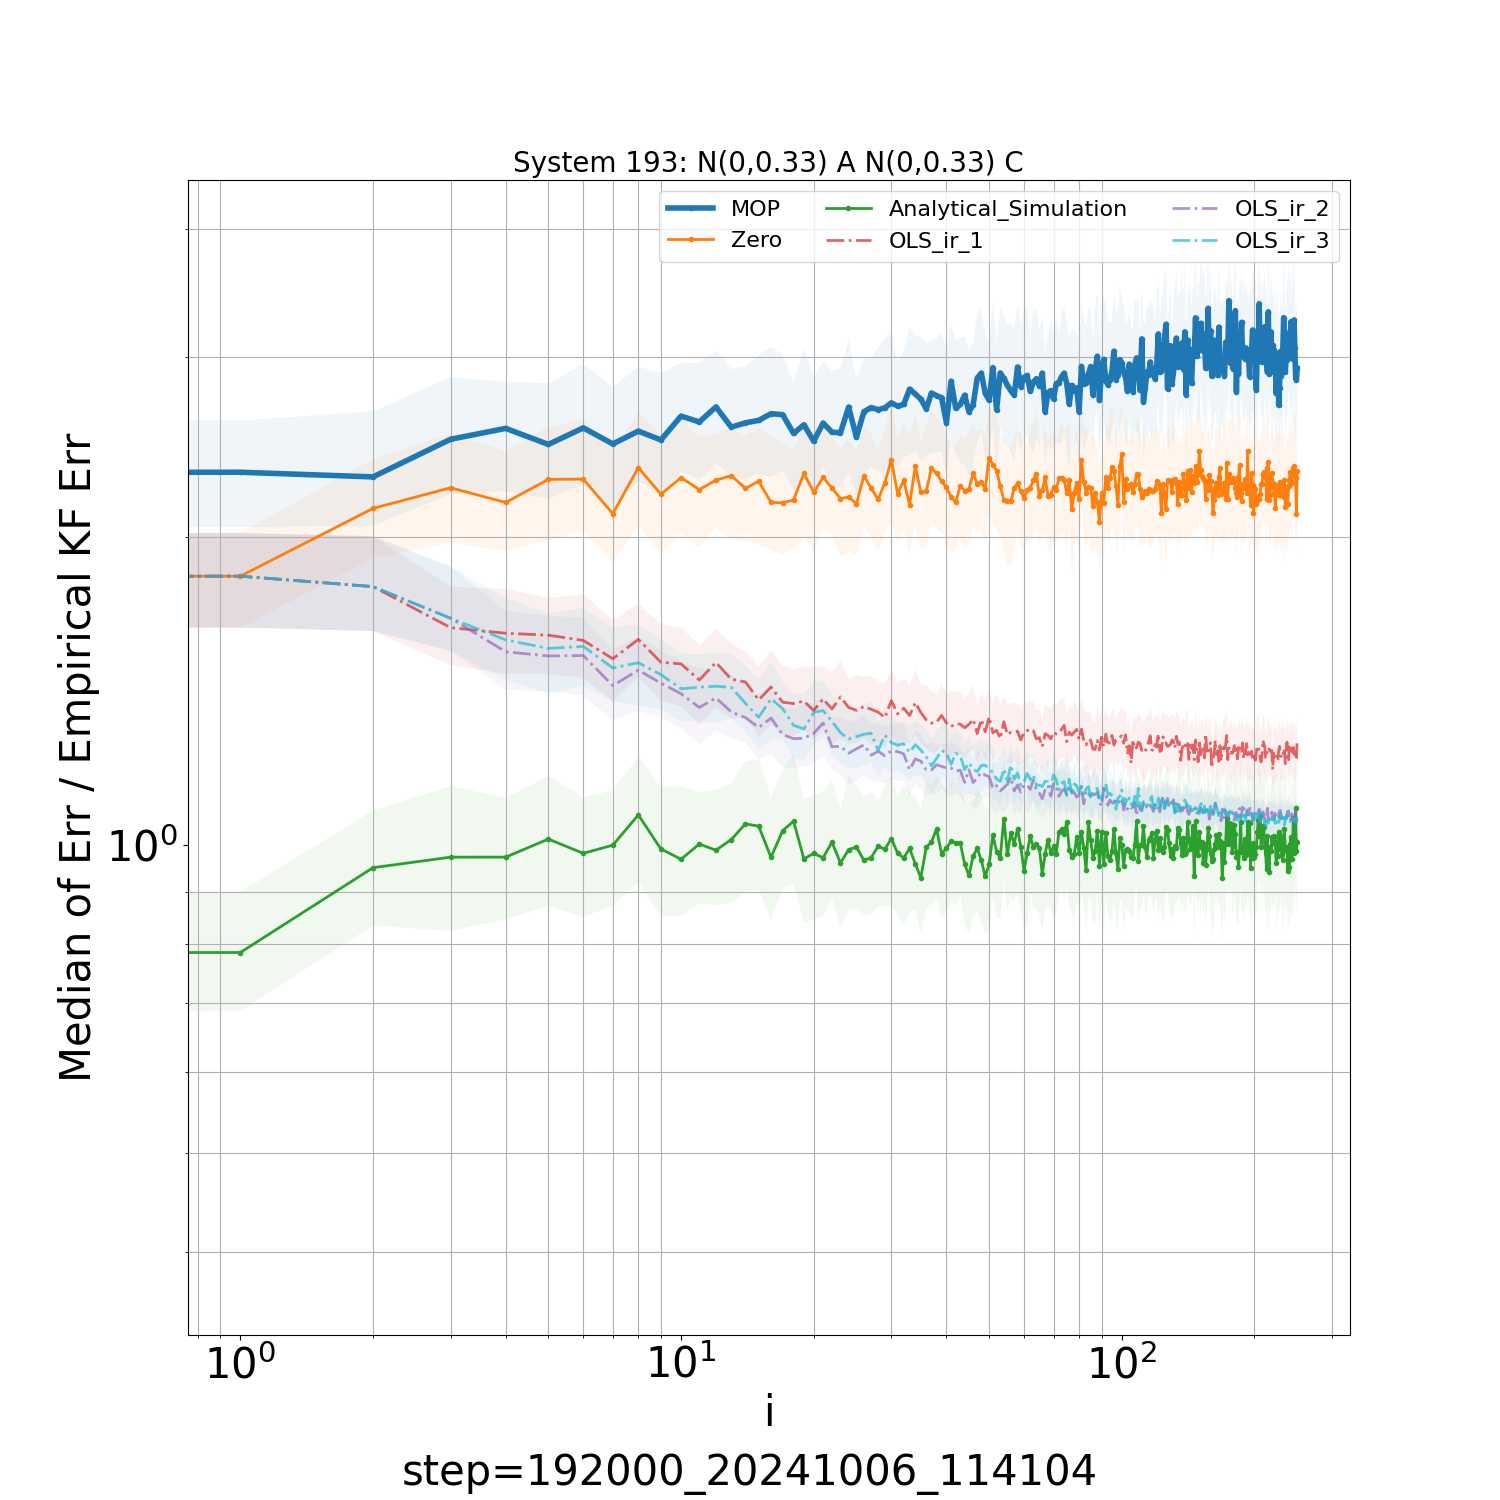 System 193: N(0,0.33) A N(0,0.33) C
MOP
Zero
Analytical_Simulation
OLS_ir_1
OLS_ir_2
OLS_ir_3
Median of Err / Empirical KF Err
10⁰
10⁰ 10¹ 10²
i
step=192000_20241006_114104